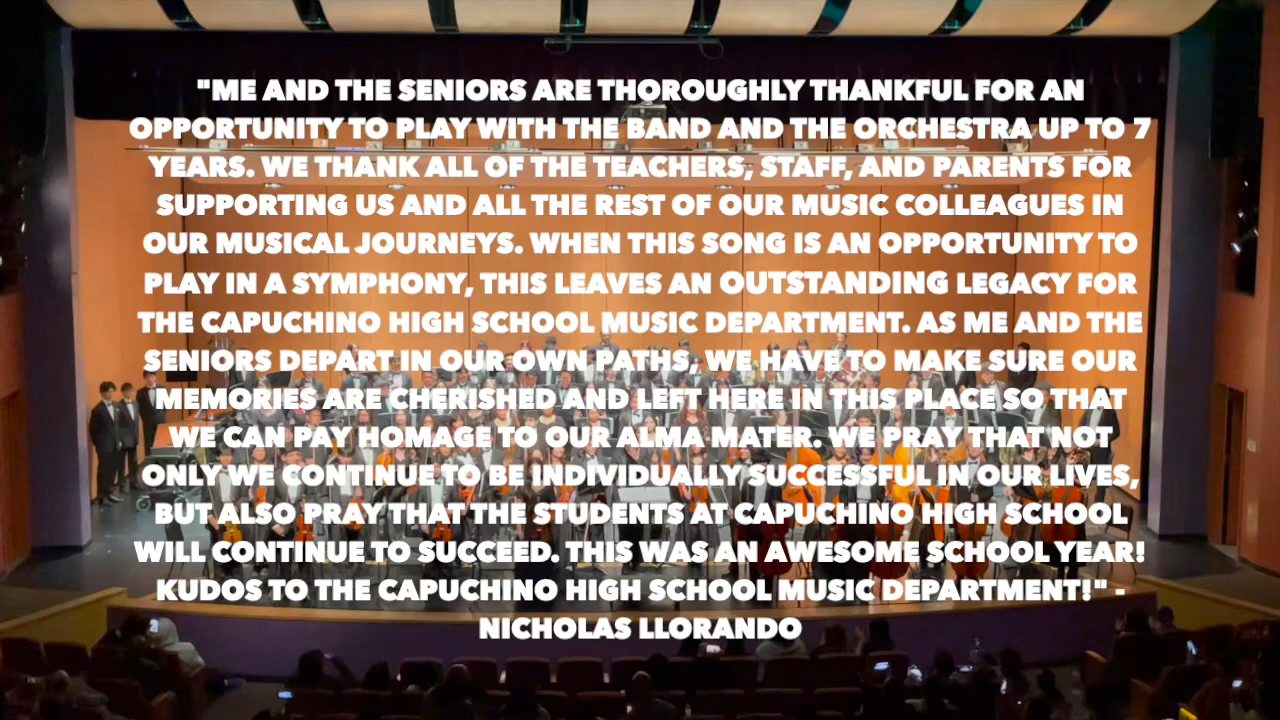 "ME AND THE SENIORS ARE THOROUGHLY THANKFUL FOR AN
OPPORTUNITY TO PLAY WITH THE BAND AND THE ORCHESTRA UP TO 7
YEARS. WE THANK ALL OF THE TEACHERS, STAFF, AND PARENTS FOR
SUPPORTING US AND ALL THE REST OF OUR MUSIC COLLEAGUES IN
OUR MUSICAL JOURNEYS. WHEN THIS SONG IS AN OPPORTUNITY TO
PLAY IN A SYMPHONY, THIS LEAVES AN OUTSTANDING LEGACY FOR
THE CAPUCHINO HIGH SCHOOL MUSIC DEPARTMENT. AS ME AND THE
SENIORS DEPART IN OUR OWN PATHS, WE HAVE TO MAKE SURE OUR
MEMORIES ARE CHERISHED AND LEFT HERE IN THIS PLACE SO THAT
WE CAN PAY HOMAGE TO OUR ALMA MATER. WE PRAY THAT NOT
ONLY WE CONTINUE TO BE INDIVIDUALLY SUCCESSFUL IN OUR LIVES,
BUT ALSO PRAY THAT THE STUDENTS AT CAPUCHINO HIGH SCHOOL
WILL CONTINUE TO SUCCEED. THIS WAS AN AWESOME SCHOOL YEAR!
KUDOS TO THE CAPUCHINO HIGH SCHOOL MUSIC DEPARTMENT!" -
NICHOLAS LLORANDO